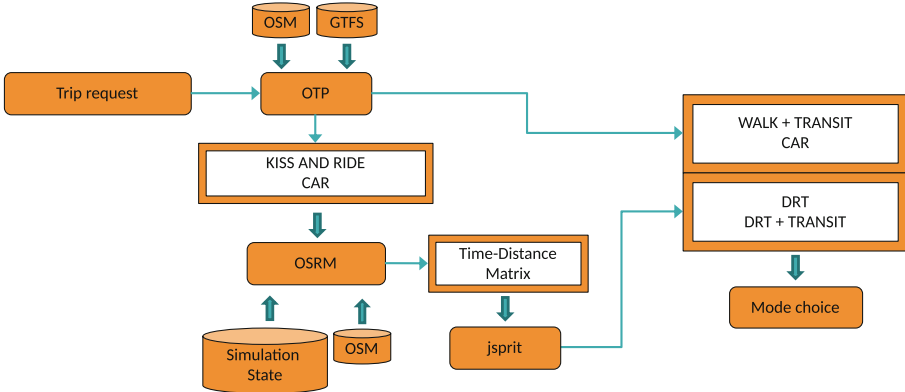 OSM
GTFS
Trip request
OTP
WALK + TRANSIT
CAR
KISS AND RIDE
CAR
DRT
DRT + TRANSIT
OSRM
Time-Distance
Matrix
Mode choice
Simulation
State
OSM
jsprit